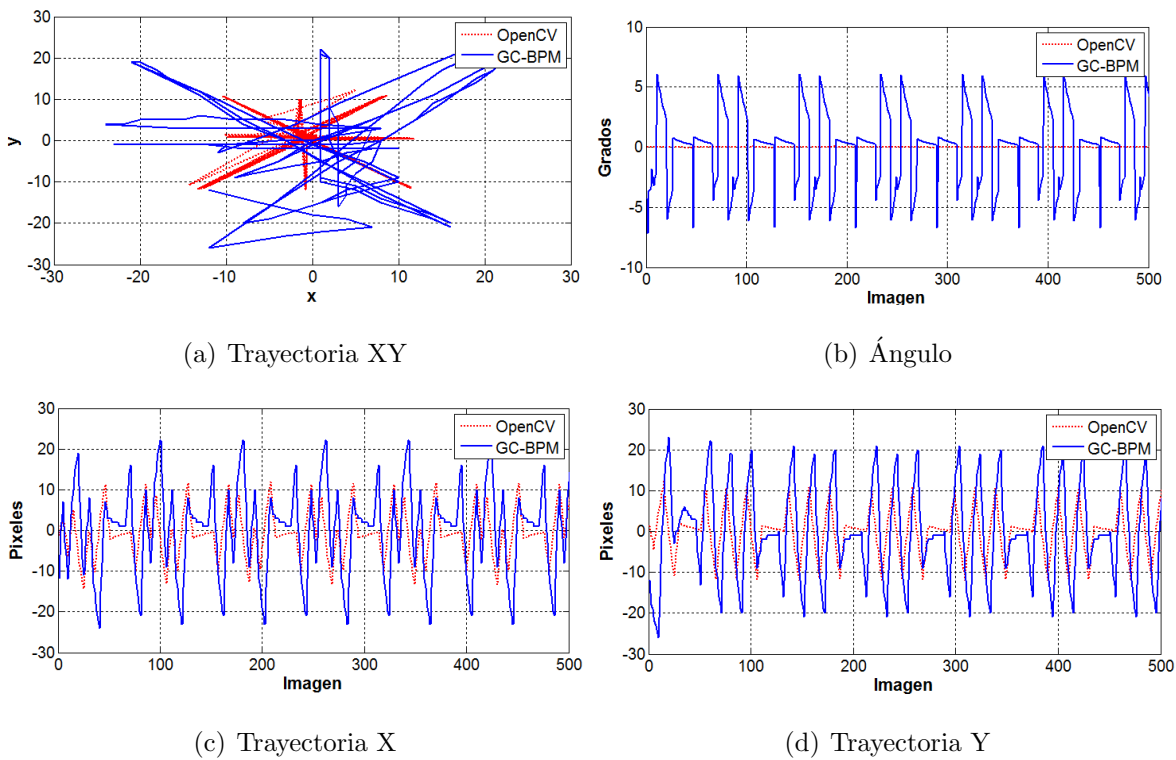 30
20
10
0
-10
-20
-30
-30 -20 -10 0 10 20 30
y
x
OpenCV
GC-BPM
(a) Trayectoria XY
10
5
0
-5
-10
0 100 200 300 400 500
Grados
Imagen
OpenCV
GC-BPM
(b) Ángulo
30
20
10
0
-10
-20
-30
0 100 200 300 400 500
Pixeles
Imagen
OpenCV
GC-BPM
(c) Trayectoria X
30
20
10
0
-10
-20
-30
0 100 200 300 400 500
Pixeles
Imagen
OpenCV
GC-BPM
(d) Trayectoria Y